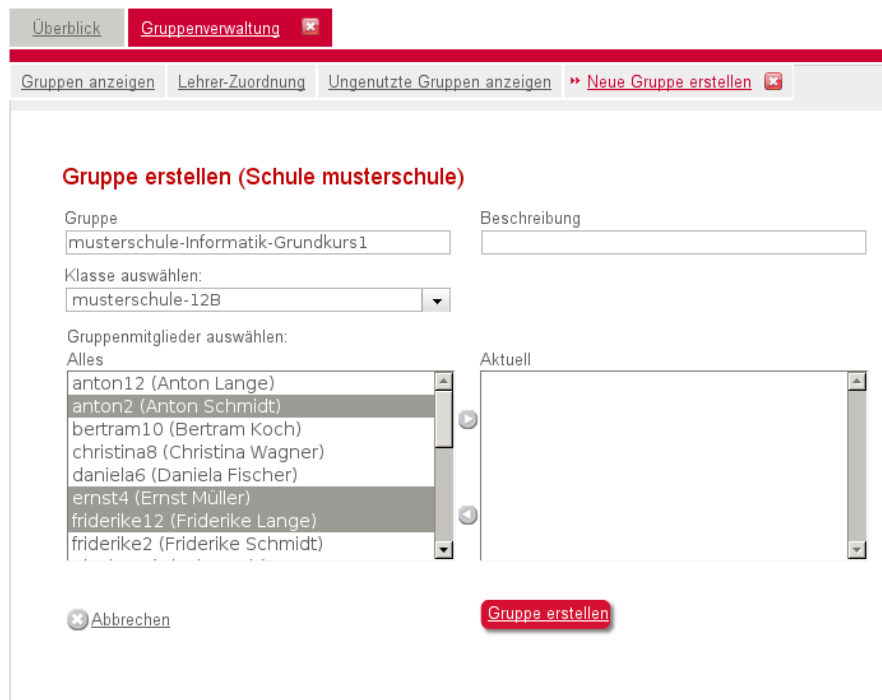 Überblick Gruppenverwaltung
Gruppen anzeigen Lehrer-Zuordnung Ungenutzte Gruppen anzeigen Neue Gruppe erstellen
Gruppe erstellen (Schule musterschule)
Gruppe Beschreibung
musterschule-Informatik-Grundkurs1
Klasse auswählen:
musterschule-12B
Gruppenmitglieder auswählen:
Alles Aktuell
anton12 (Anton Lange)
anton2 (Anton Schmidt)
bertram10 (Bertram Koch)
christina8 (Christina Wagner)
daniela6 (Daniela Fischer)
ernst4 (Ernst Müller)
friderike12 (Friderike Lange)
friderike2 (Friderike Schmidt)
Abbrechen Gruppe erstellen